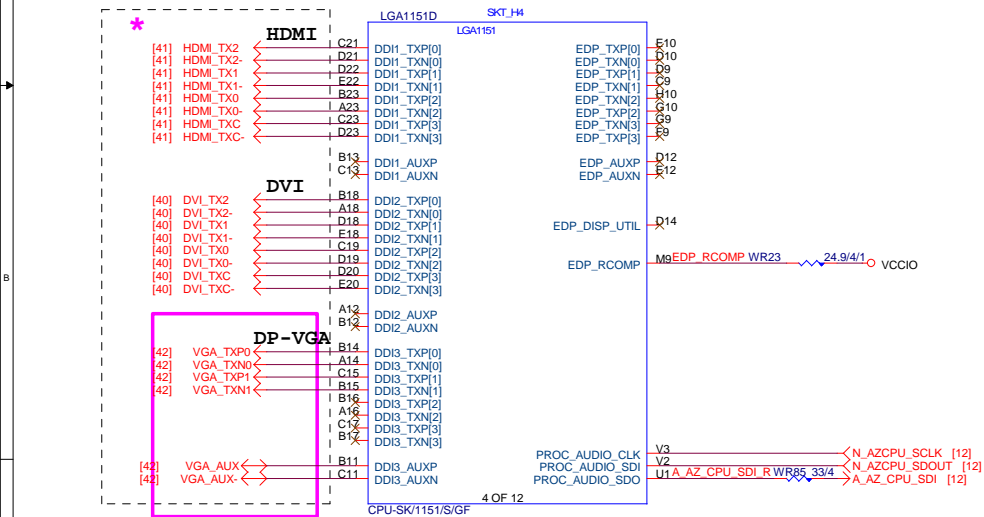 LGA1151D SKT_H4
LGA1151
*
HDMI
[41] HDMI_TX2 C21 DDI1_TXP[0] EDP_TXP[0] E10
[41] HDMI_TX2- D21 DDI1_TXN[0] EDP_TXN[0] D10
[41] HDMI_TX1 D22 DDI1_TXP[1] EDP_TXP[1] D9
[41] HDMI_TX1- E22 DDI1_TXN[1] EDP_TXN[1] C9
[41] HDMI_TX0 B23 DDI1_TXP[2] EDP_TXN[2] H10
[41] HDMI_TX0- A23 DDI1_TXN[2] EDP_TXP[2] G10
[41] HDMI_TXC C23 DDI1_TXP[3] EDP_TXN[3] G9
[41] HDMI_TXC- D23 DDI1_TXN[3] EDP_TXP[3] F9
B13 DDI1_AUXP EDP_AUXP D12
C13 DDI1_AUXN EDP_AUXN E12
DVI
[40] DVI_TX2 B18 DDI2_TXP[0]
[40] DVI_TX2- A18 DDI2_TXN[0]
[40] DVI_TX1 D18 DDI2_TXP[1] EDP_DISP_UTIL D14
[40] DVI_TX1- E18 DDI2_TXN[1]
[40] DVI_TX0 C19 DDI2_TXP[2]
[40] DVI_TX0- D19 DDI2_TXN[2] EDP_RCOMP M9 EDP_RCOMP WR23 24.9/4/1 VCCIO
[40] DVI_TXC D20 DDI2_TXP[3]
[40] DVI_TXC- E20 DDI2_TXN[3]
B
A12 DDI2_AUXP
B12 DDI2_AUXN
DP-VGA
[42] VGA_TXP0 B14 DDI3_TXP[0]
[42] VGA_TXN0 A14 DDI3_TXN[0]
[42] VGA_TXP1 C15 DDI3_TXP[1]
[42] VGA_TXN1 B15 DDI3_TXN[1]
B16 DDI3_TXP[2]
A16 DDI3_TXN[2]
C17 DDI3_TXP[3]
B17 DDI3_TXN[3]
PROC_AUDIO_CLK V3 N_AZCPU_SCLK [12]
[42] VGA_AUX B11 DDI3_AUXP PROC_AUDIO_SDI V2 N_AZCPU_SDOUT [12]
[42] VGA_AUX- C11 DDI3_AUXN PROC_AUDIO_SDO U1 A_AZ_CPU_SDI_R WR85 33/4 A_AZ_CPU_SDI [12]
4 OF 12
CPU-SK/1151/S/GF